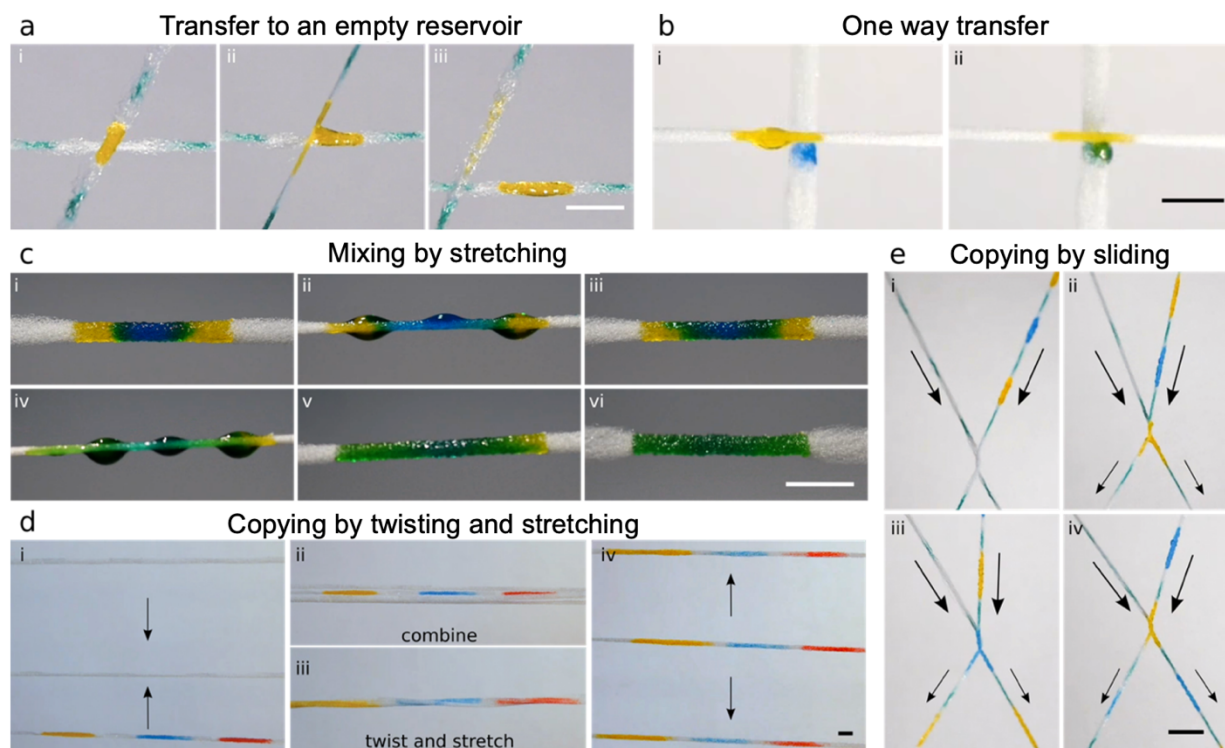 a
Transfer to an empty reservoir
i
ii
iii
b
One way transfer
i
ii
c
Mixing by stretching
i
ii
iii
iv
v
vi
d
Copying by twisting and stretching
i
ii
combine
iii
twist and stretch
iv
e
Copying by sliding
i
ii
iii
iv